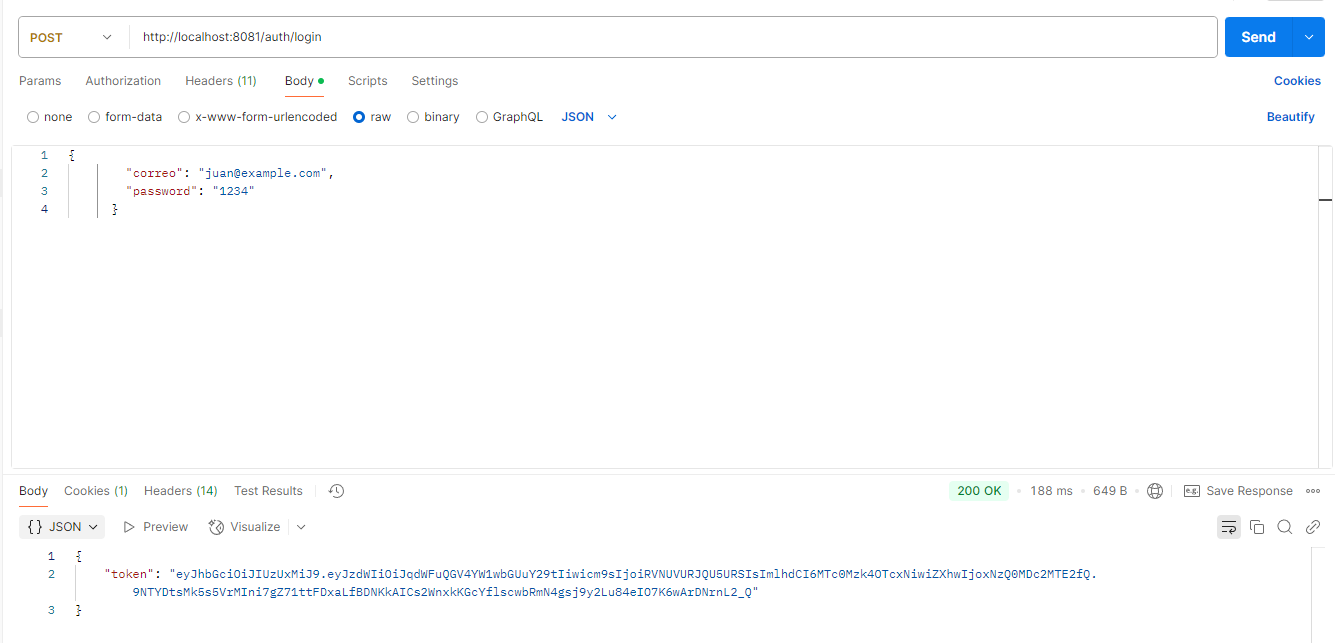 POST http://localhost:8081/auth/login Send
Params Authorization Headers (11) Body Scripts Settings Cookies
none form-data x-www-form-urlencoded raw binary GraphQL JSON Beautify
1 {
2 "correo": "juan@example.com",
3 "password": "1234"
4 }
Body Cookies (1) Headers (14) Test Results 200 OK • 188 ms • 649 B • e.g. Save Response
{} JSON Preview Visualize
1 {
2 "token": "eyJhbGciOiJIUzUxMiJ9.eyJzdWIiOiJqdWFuQGV4YW1wbGUuY29tIiwicm9sIjoiRVNUVURJQU5URSIsImlhdCI6MTc0Mzk4OTcxNiwiZXhwIjoxNzQ0MDc2MTE2fQ.
9NTYDtsMk5s5VrMIni7gZ71ttFDxaLfBDNKkAICs2WnxkKGcYflscwbRmN4gsj9y2Lu84eIO7K6wArDNrnL2_Q"
3 }